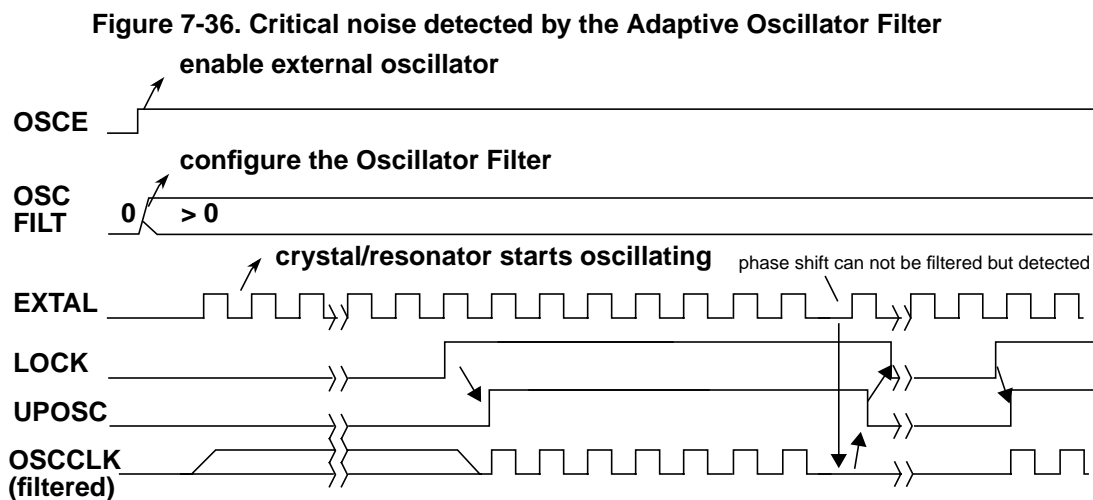 Figure 7-36. Critical noise detected by the Adaptive Oscillator Filter
enable external oscillator
OSCE
configure the Oscillator Filter
OSC
FILT
0 > 0
crystal/resonator starts oscillating
phase shift can not be filtered but detected
EXTAL
LOCK
UPOSC
OSCCLK
(filtered)